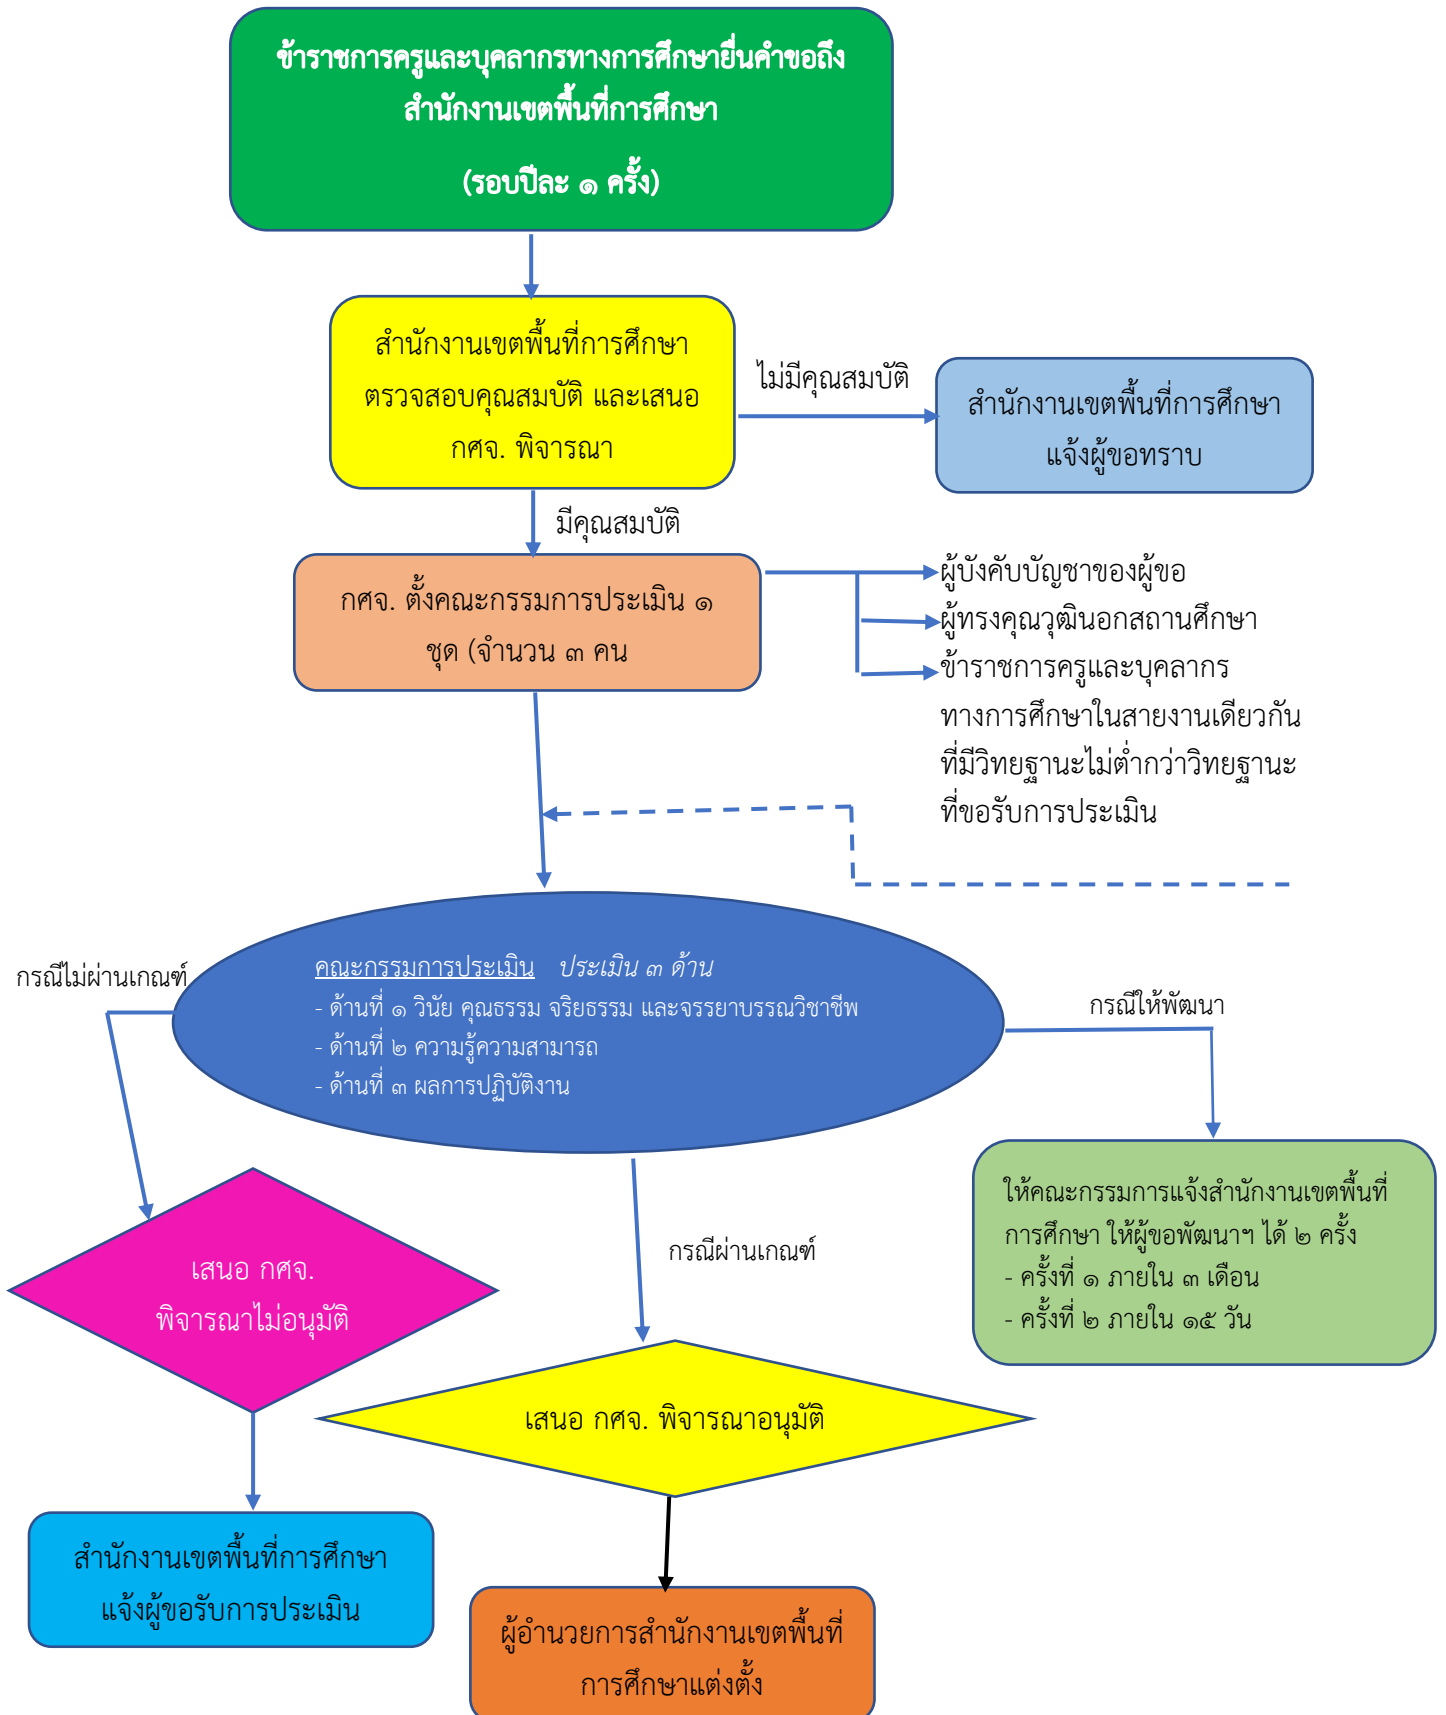 ข้าราชการครูและบุคลากรทางการศึกษายื่นคำขอถึง
สำนักงานเขตพื้นที่การศึกษา
(รอบปีละ ๑ ครั้ง)
สำนักงานเขตพื้นที่การศึกษา
ตรวจสอบคุณสมบัติ และเสนอ
กศจ. พิจารณา
ไม่มีคุณสมบัติ
สำนักงานเขตพื้นที่การศึกษา
แจ้งผู้ขอทราบ
มีคุณสมบัติ
กศจ. ตั้งคณะกรรมการประเมิน ๑
ชุด (จำนวน ๓ คน
ผู้บังคับบัญชาของผู้ขอ
ผู้ทรงคุณวุฒินอกสถานศึกษา
ข้าราชการครูและบุคลากร
ทางการศึกษาในสายงานเดียวกัน
ที่มีวิทยฐานะไม่ต่ำกว่าวิทยฐานะ
ที่ขอรับการประเมิน
กรณีไม่ผ่านเกณฑ์
คณะกรรมการประเมิน ประเมิน ๓ ด้าน
- ด้านที่ ๑ วินัย คุณธรรม จริยธรรม และจรรยาบรรณวิชาชีพ
- ด้านที่ ๒ ความรู้ความสามารถ
- ด้านที่ ๓ ผลการปฏิบัติงาน
กรณีให้พัฒนา
ให้คณะกรรมการแจ้งสำนักงานเขตพื้นที่
การศึกษา ให้ผู้ขอพัฒนาฯ ได้ ๒ ครั้ง
- ครั้งที่ ๑ ภายใน ๓ เดือน
- ครั้งที่ ๒ ภายใน ๑๕ วัน
กรณีผ่านเกณฑ์
เสนอ กศจ.
พิจารณาไม่อนุมัติ
เสนอ กศจ. พิจารณาอนุมัติ
สำนักงานเขตพื้นที่การศึกษา
แจ้งผู้ขอรับการประเมิน
ผู้อำนวยการสำนักงานเขตพื้นที่
การศึกษาแต่งตั้ง